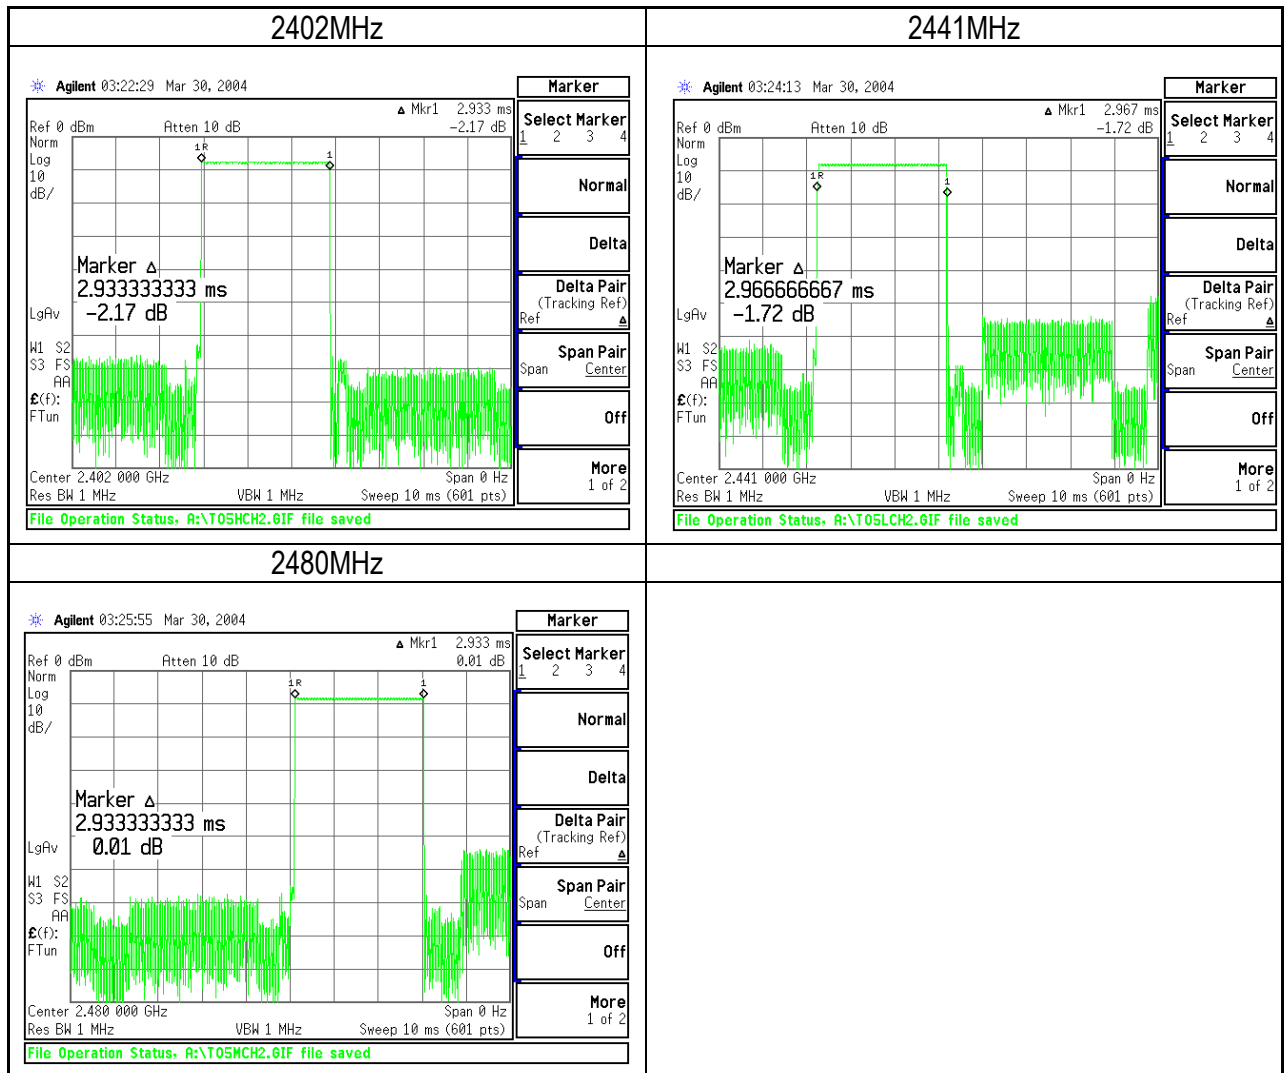 2402MHz
2441MHz
Agilent 03:22:29 Mar 30, 2004
Marker
Δ Mkr1 2.933 ms
Ref 0 dBm Atten 10 dB -2.17 dB
Norm
Log
10
dB/
1R
1
Marker Δ
2.933333333 ms
-2.17 dB
LgAv
W1 S2
S3 FS
AA
£(f):
FTun
Center 2.402 000 GHz Span 0 Hz
Res BW 1 MHz VBW 1 MHz Sweep 10 ms (601 pts)
File Operation Status, A:\TO5HCH2.GIF file saved
Select Marker
1 2 3 4
Normal
Delta
Delta Pair
(Tracking Ref)
Ref Δ
Span Pair
Span Center
Off
More
1 of 2
Agilent 03:24:13 Mar 30, 2004
Marker
Δ Mkr1 2.967 ms
Ref 0 dBm Atten 10 dB -1.72 dB
Norm
Log
10
dB/
1R
1
Marker Δ
2.966666667 ms
-1.72 dB
LgAv
W1 S2
S3 FS
AA
£(f):
FTun
Center 2.441 000 GHz Span 0 Hz
Res BW 1 MHz VBW 1 MHz Sweep 10 ms (601 pts)
File Operation Status, A:\TO5LCH2.GIF file saved
Select Marker
1 2 3 4
Normal
Delta
Delta Pair
(Tracking Ref)
Ref Δ
Span Pair
Span Center
Off
More
1 of 2
2480MHz
Agilent 03:25:55 Mar 30, 2004
Marker
Δ Mkr1 2.933 ms
Ref 0 dBm Atten 10 dB 0.01 dB
Norm
Log
10
dB/
1R
1
Marker Δ
2.933333333 ms
0.01 dB
LgAv
W1 S2
S3 FS
AA
£(f):
FTun
Center 2.480 000 GHz Span 0 Hz
Res BW 1 MHz VBW 1 MHz Sweep 10 ms (601 pts)
File Operation Status, A:\TO5MCH2.GIF file saved
Select Marker
1 2 3 4
Normal
Delta
Delta Pair
(Tracking Ref)
Ref Δ
Span Pair
Span Center
Off
More
1 of 2